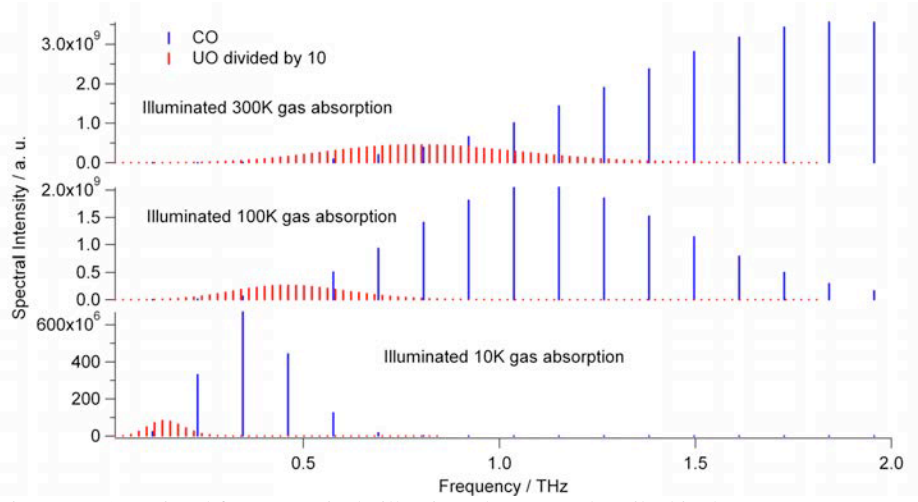 CO
UO divided by 10
Illuminated 300K gas absorption
3.0x10⁹
2.0
1.0
0.0
Illuminated 100K gas absorption
2.0x10⁹
1.5
1.0
0.5
0.0
Illuminated 10K gas absorption
600x10⁶
400
200
0
Spectral Intensity / a. u.
0.5
1.0
1.5
2.0
Frequency / THz